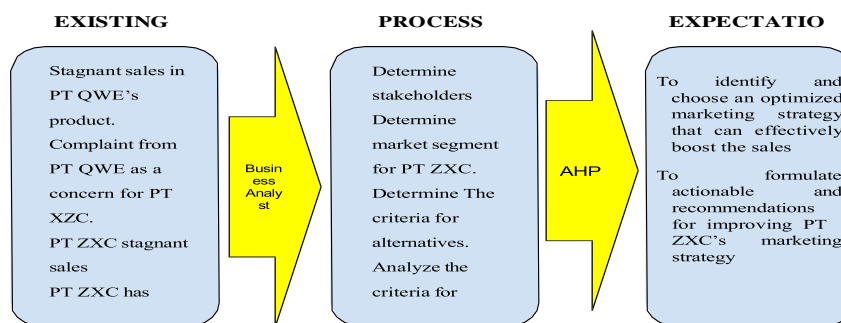 EXISTING
PROCESS
EXPECTATIO
Stagnant sales in
PT QWE's
product.
Complaint from
PT QWE as a
concern for PT
XZC.
PT ZXC stagnant
sales
PT ZXC has
Busin
ess
Analy
st
Determine
stakeholders
Determine
market segment
for PT ZXC.
Determine The
criteria for
alternatives.
Analyze the
criteria for
AHP
To identify and
choose an optimized
marketing strategy
that can effectively
boost the sales
To formulate
actionable and
recommendations
for improving PT
ZXC's marketing
strategy